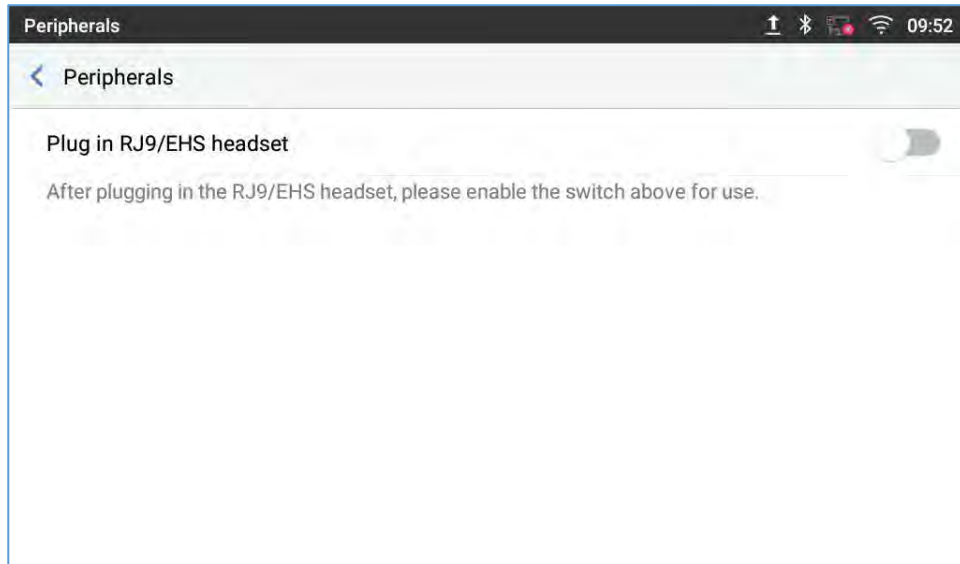 Peripherals 09:52
Peripherals
Plug in RJ9/EHS headset
After plugging in the RJ9/EHS headset, please enable the switch above for use.